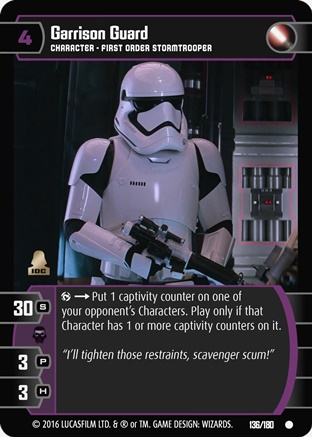 4
Garrison Guard
CHARACTER - FIRST ORDER STORMTROOPER
IDC
30 S
3 P
3 H
Put 1 captivity counter on one of
your opponent's Characters. Play only if that
Character has 1 or more captivity counters on it.
“I'll tighten those restraints, scavenger scum!”
© 2016 LUCASFILM LTD. & ® or TM. GAME DESIGN: WIZARDS. 136/180